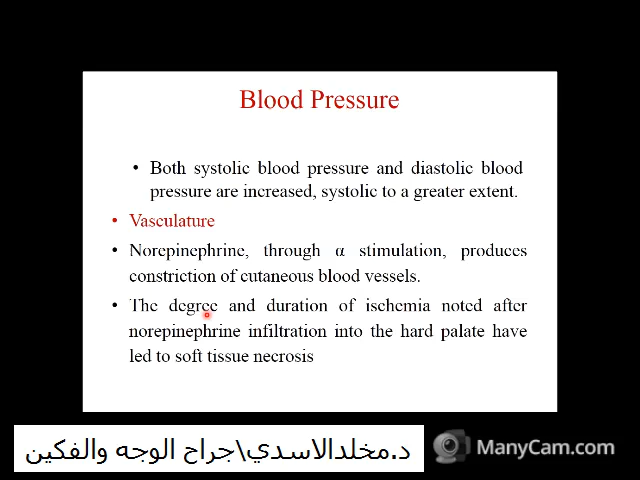 Blood Pressure
• Both systolic blood pressure and diastolic blood
pressure are increased, systolic to a greater extent.
• Vasculature
• Norepinephrine, through α stimulation, produces
constriction of cutaneous blood vessels.
• The degree and duration of ischemia noted after
norepinephrine infiltration into the hard palate have
led to soft tissue necrosis
د.مخلدالاسدي\جراح الوجه والفكين
ManyCam.com